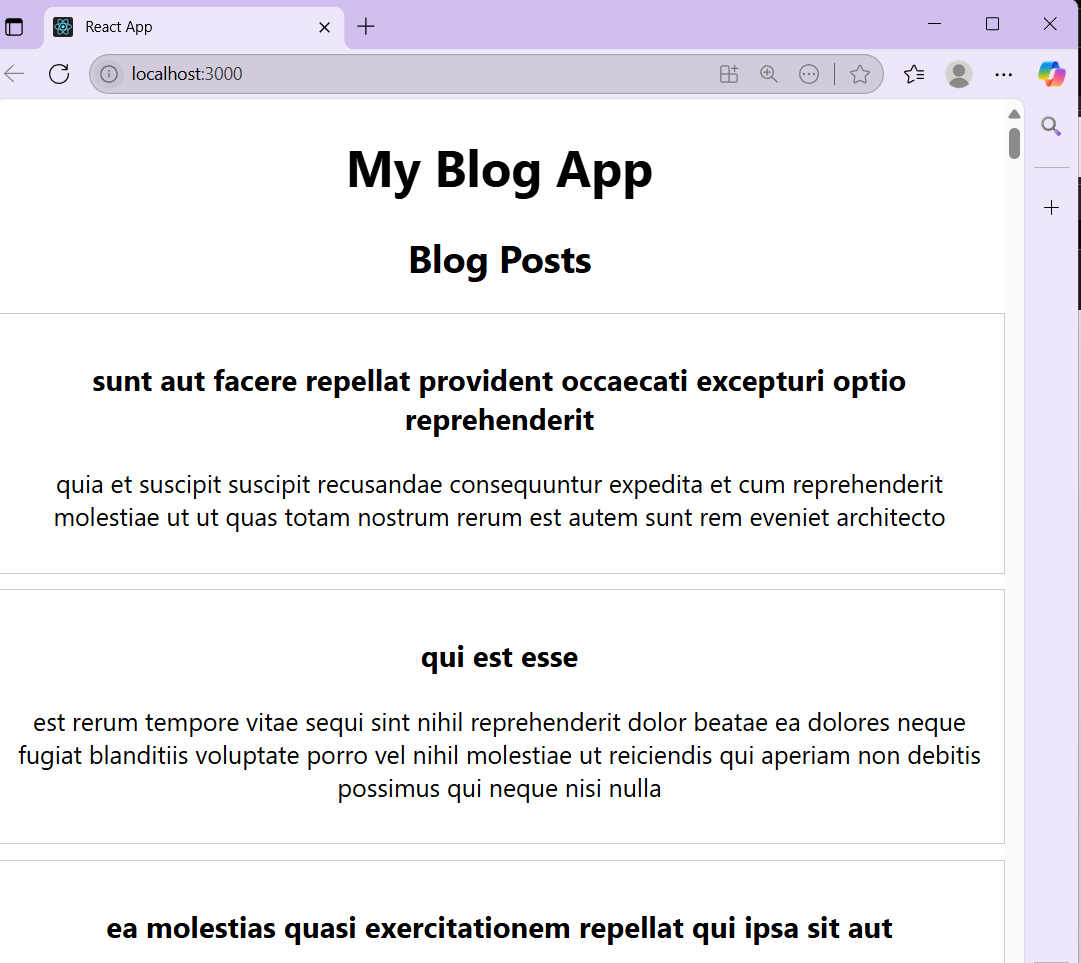 React App
localhost:3000
My Blog App
Blog Posts
sunt aut facere repellat provident occaecati excepturi optio
reprehenderit
quia et suscipit suscipit recusandae consequuntur expedita et cum reprehenderit
molestiae ut ut quas totam nostrum rerum est autem sunt rem eveniet architecto
qui est esse
est rerum tempore vitae sequi sint nihil reprehenderit dolor beatae ea dolores neque
fugiat blanditiis voluptate porro vel nihil molestiae ut reiciendis qui aperiam non debitis
possimus qui neque nisi nulla
ea molestias quasi exercitationem repellat qui ipsa sit aut